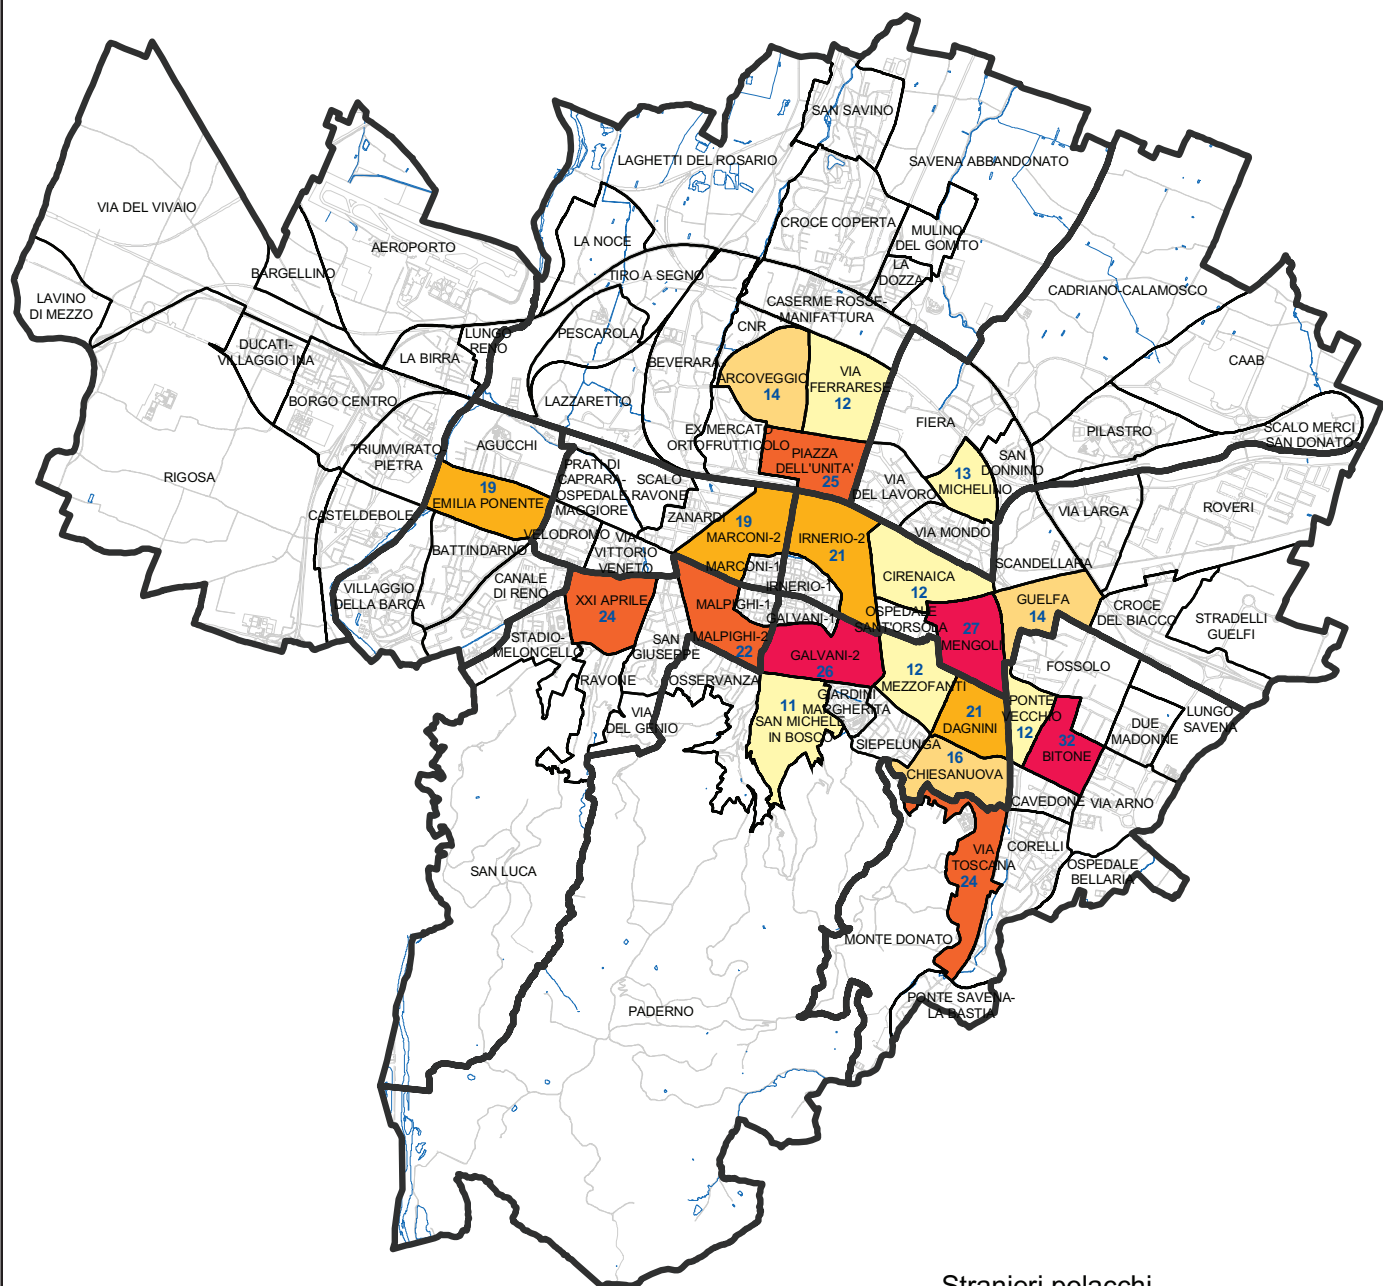 SAN SAVINO
LAGHETTI DEL ROSARIO
SAVENA ABBANDONATO
VIA DEL VIVAIO
CROCE COPERTA
MULINO
DEL GOMITO
LA NOCE
AEROPORTO
BARGELLINO
TIRO A SEGNO
LA
DOZZA
CADRIANO-CALAMOSCO
LAVINO
DI MEZZO
CASERME ROSSE-
MANIFATTURA
CNR
LUNGO
RENO
PESCAROLA
DUCATI-
VILLAGGIO INA
LA BIRRA
BEVERARA
CAAB
ARCOVEGGIO
14
VIA
FERRARESE
12
BORGO CENTRO
LAZZARETTO
FIERA
PILASTRO
SCALO MERCI
SAN DONATO
EX MERCATO
ORTOFRUTTICOLO
TRIUMVIRATO-
PIETRA
AGUCCHI
PIAZZA
DELL'UNITA'
25
SAN
DONNINO
RIGOSA
PRATI DI
CAPRARA-
OSPEDALE
MAGGIORE
SCALO
RAVONE
VIA
DEL LAVORO
13
MICHELINO
19
EMILIA PONENTE
CASTELDEBOLE
ZANARDI
19
MARCONI-2
VIA LARGA
ROVERI
VELODROMO
VIA
VITTORIO
VENETO
IRNERIO-2
21
VIA MONDO
BATTINDARNO
MARCONI-1
SCANDELLARA
CANALE
DI RENO
IRNERIO-1
CIRENAICA
12
VILLAGGIO
DELLA BARCA
XXI APRILE
24
MALPIGHI-1
GALVANI-1
OSPEDALE
SANT'ORSOLA
GUELFA
14
CROCE
DEL BIACCO
STRADELLI
GUELFI
STADIO-
MELONCELLO
SAN
GIUSEPPE
MALPIGHI-2
22
27
MENGOLI
GALVANI-2
26
FOSSOLO
RAVONE
OSSERVANZA
12
MEZZOFANTI
GIARDINI
MARGHERITA
VIA
DEL GENIO
11
SAN MICHELE
IN BOSCO
21
DAGNINI
PONTE
VECCHIO
12
LUNGO
SAVENA
DUE
MADONNE
32
BITONE
SIEPELUNGA
16
CHIESANUOVA
CAVEDONE
VIA ARNO
SAN LUCA
VIA
TOSCANA
24
CORELLI
OSPEDALE
BELLARIA
MONTE DONATO
PADERNO
PONTE SAVENA-
LA BASTIA
Stranieri polacchi